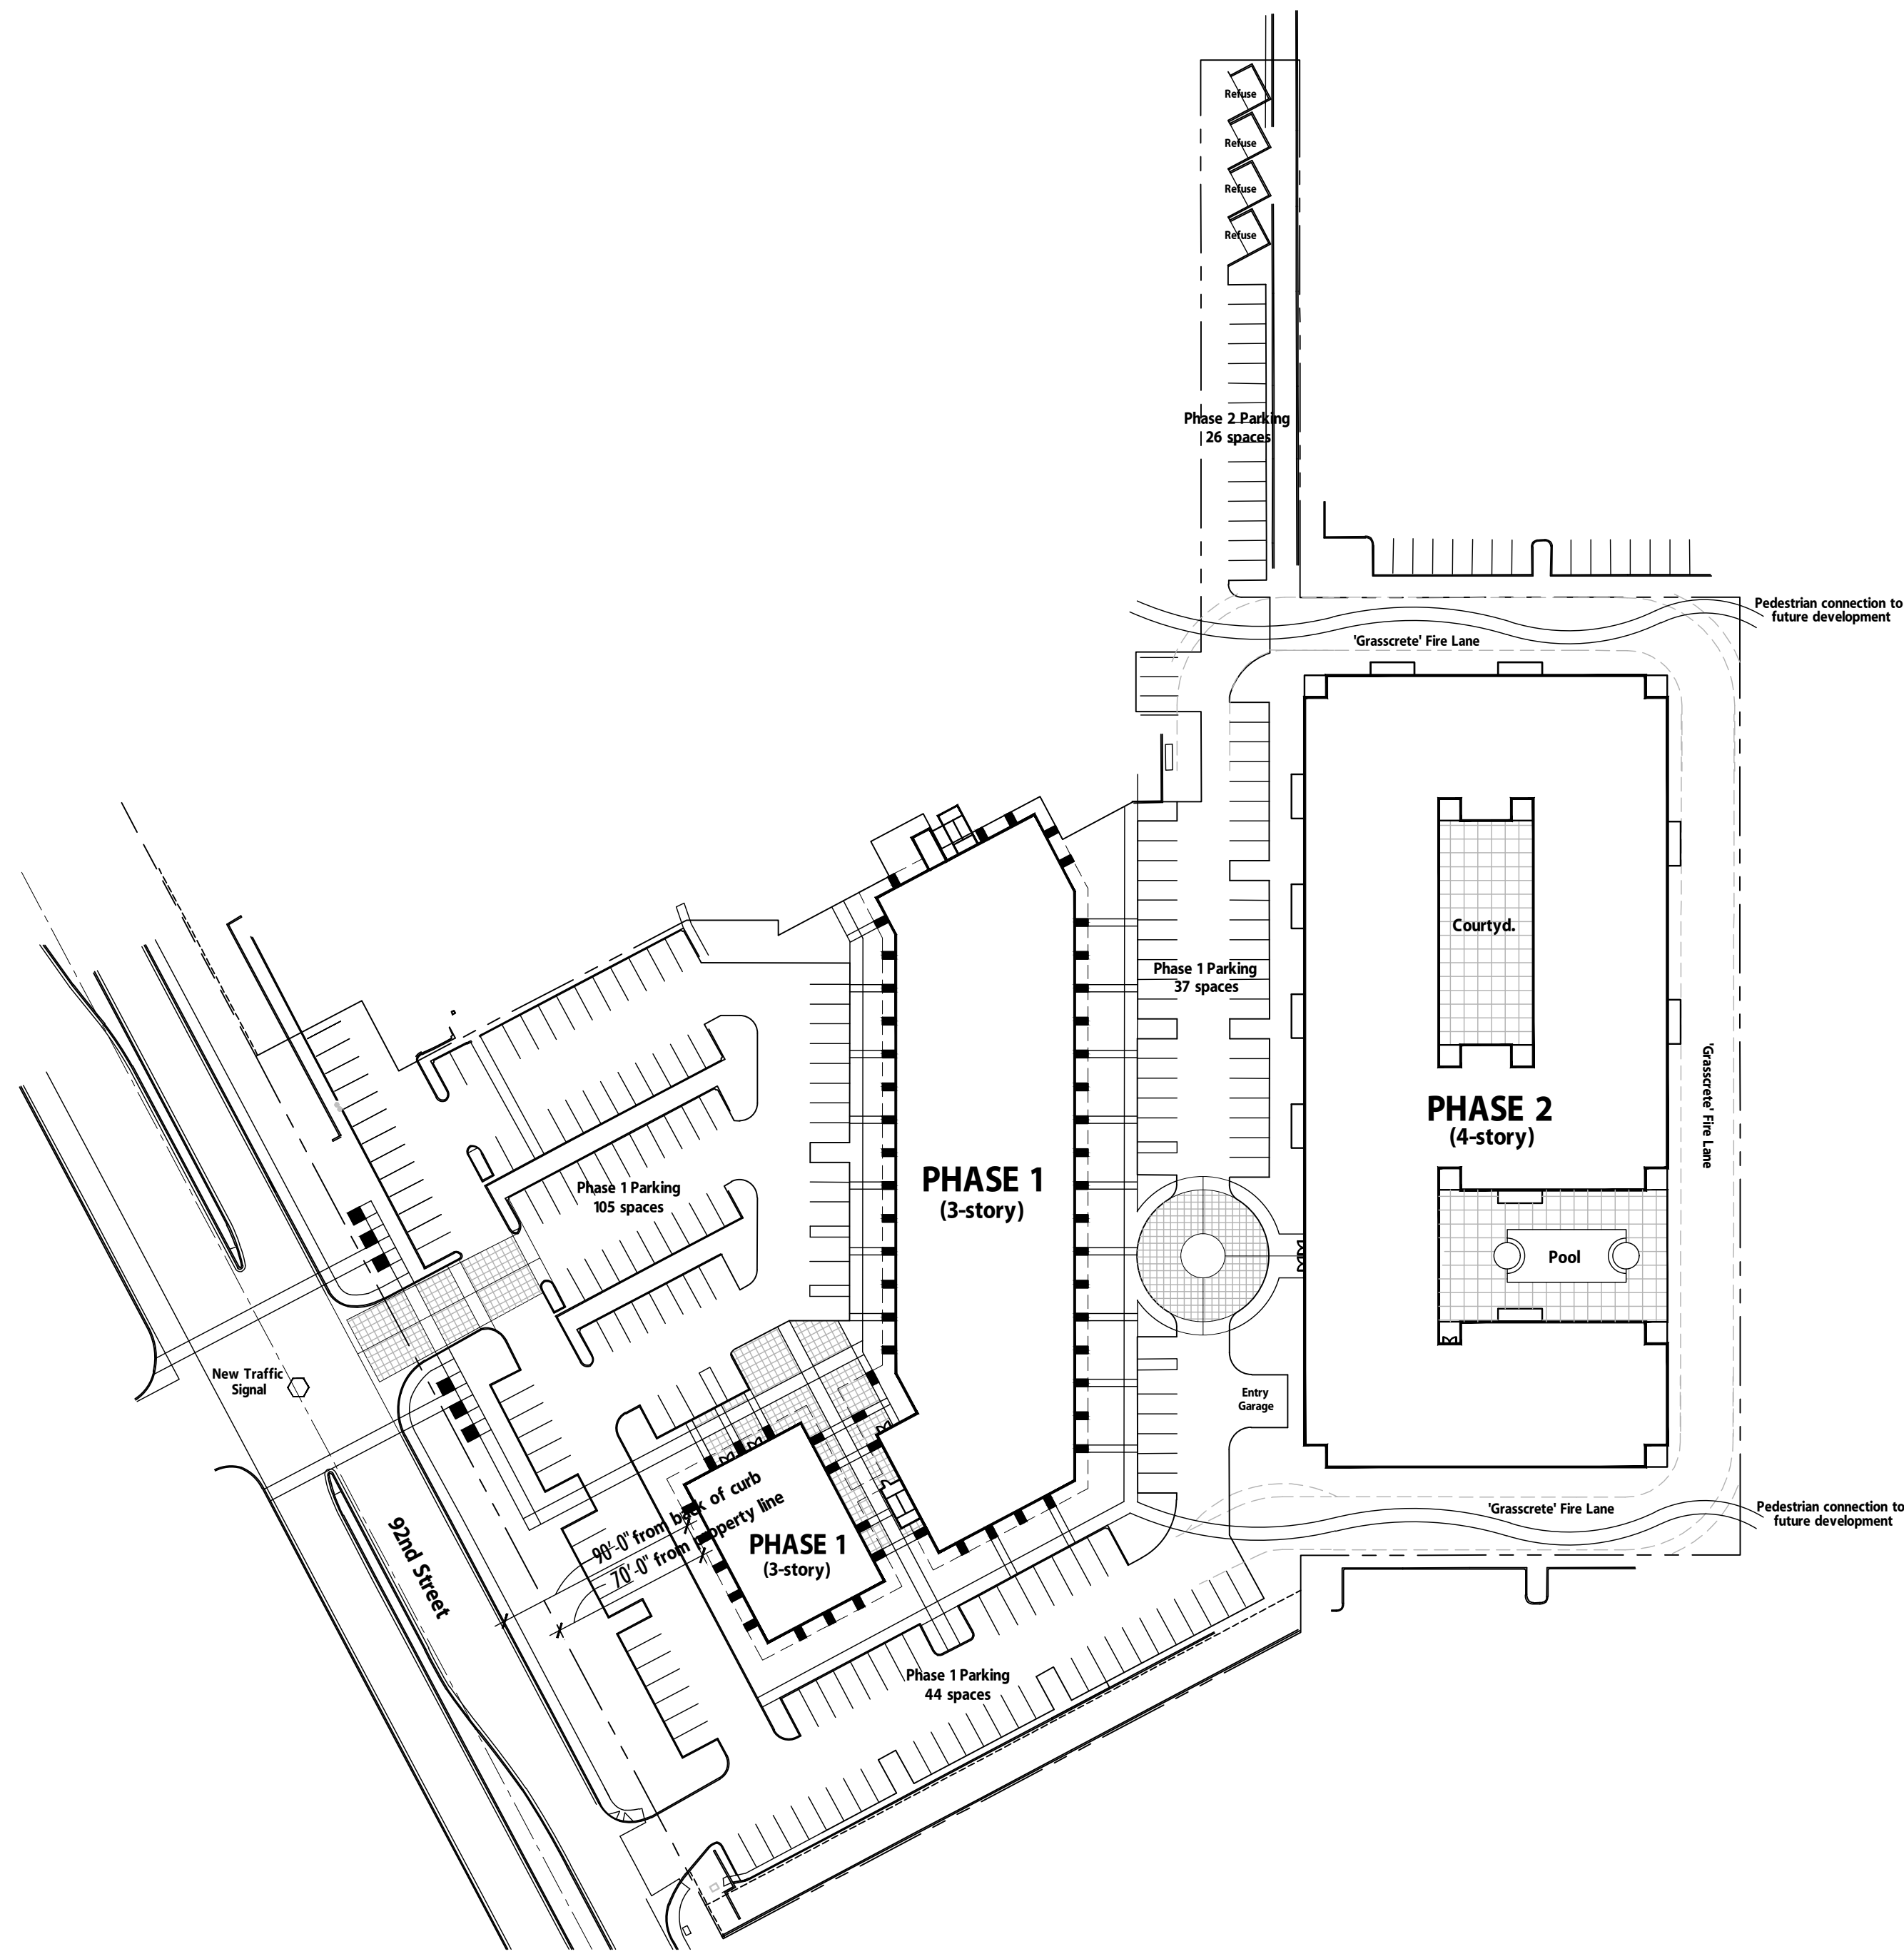 Refuse
Refuse
Refuse
Refuse
Phase 2 Parking
26 spaces
Pedestrian connection to
future development
'Grasscrete' Fire Lane
Courtyd.
Phase 1 Parking
37 spaces
PHASE 2
(4-story)
'Grasscrete' Fire Lane
PHASE 1
(3-story)
Phase 1 Parking
105 spaces
Pool
New Traffic
Signal
Entry
Garage
90'-0" from back of curb
70'-0" from property line
PHASE 1
(3-story)
92nd Street
'Grasscrete' Fire Lane
Pedestrian connection to
future development
Phase 1 Parking
44 spaces